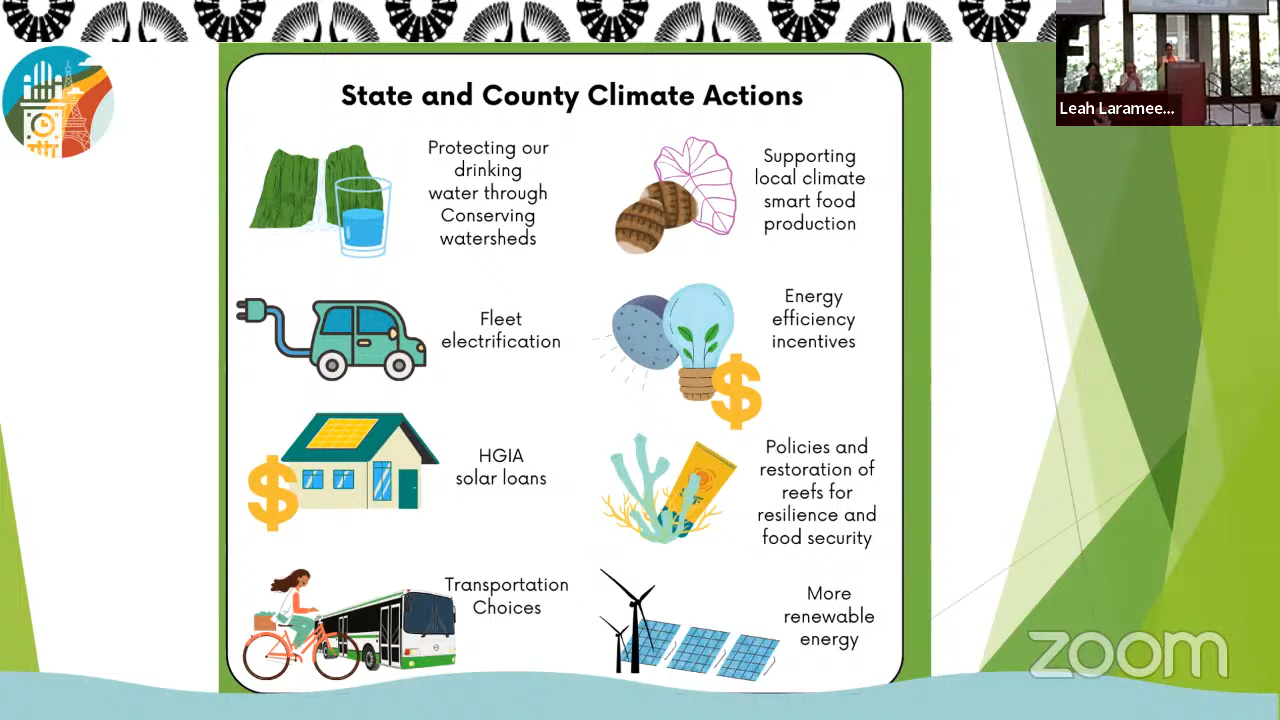 State and County Climate Actions
Protecting our
drinking
water through
Conserving
watersheds
Supporting
local climate
smart food
production
Fleet
electrification
Energy
efficiency
incentives
$
HGIA
solar loans
$
Policies and
restoration of
reefs for
resilience and
food security
Transportation
Choices
More
renewable
energy
Leah Laramee...
zoom